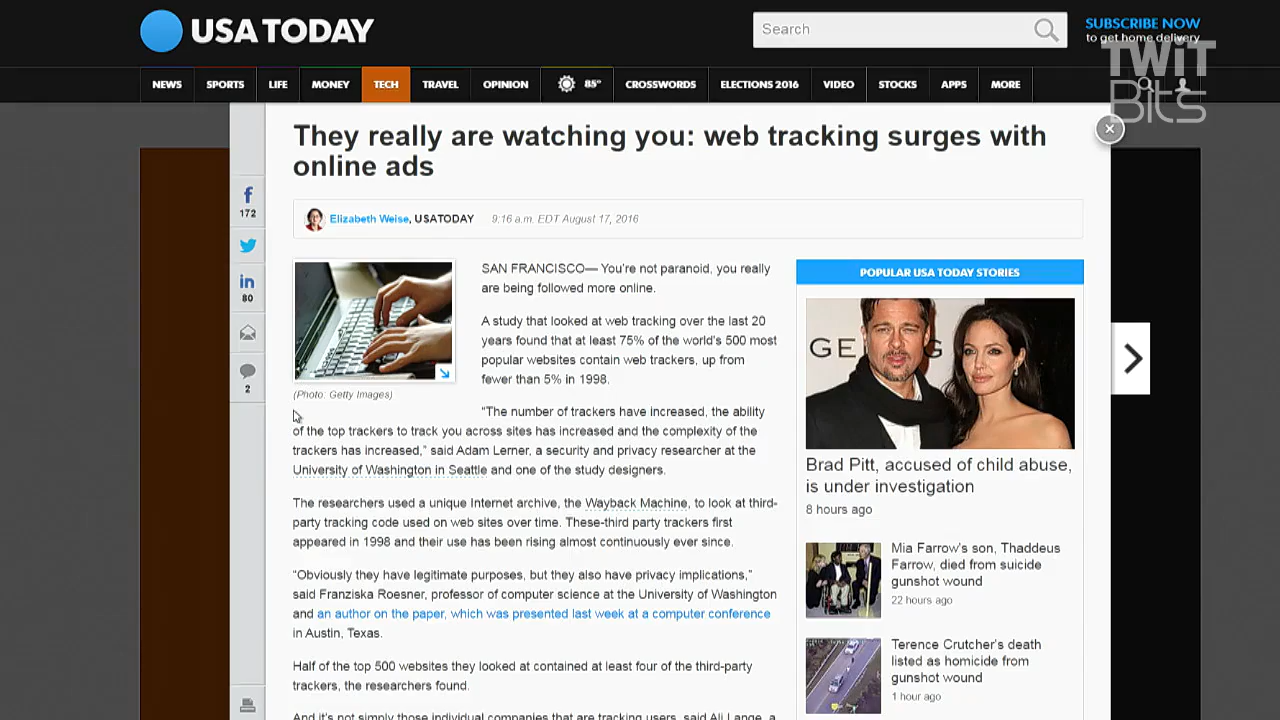 USA TODAY
Search
SUBSCRIBE NOW
to get home delivery
TWiT
Bits
NEWS
SPORTS
LIFE
MONEY
TECH
TRAVEL
OPINION
85°
CROSSWORDS
ELECTIONS 2016
VIDEO
STOCKS
APPS
MORE
They really are watching you: web tracking surges with
online ads
172
80
2
Elizabeth Weise, USATODAY 9:16 a.m. EDT August 17, 2016
(Photo: Getty Images)
SAN FRANCISCO— You're not paranoid, you really
are being followed more online.
A study that looked at web tracking over the last 20
years found that at least 75% of the world's 500 most
popular websites contain web trackers, up from
fewer than 5% in 1998.
"The number of trackers have increased, the ability
of the top trackers to track you across sites has increased and the complexity of the
trackers has increased,” said Adam Lerner, a security and privacy researcher at the
University of Washington in Seattle and one of the study designers.
The researchers used a unique Internet archive, the Wayback Machine, to look at third-
party tracking code used on web sites over time. These-third party trackers first
appeared in 1998 and their use has been rising almost continuously ever since.
“Obviously they have legitimate purposes, but they also have privacy implications,”
said Franziska Roesner, professor of computer science at the University of Washington
and an author on the paper, which was presented last week at a computer conference
in Austin, Texas.
Half of the top 500 websites they looked at contained at least four of the third-party
trackers, the researchers found.
And it's not simply those individual companies that are tracking users, said Ali Lange, a
POPULAR USA TODAY STORIES
GE
Brad Pitt, accused of child abuse,
is under investigation
8 hours ago
Mia Farrow's son, Thaddeus
Farrow, died from suicide
gunshot wound
22 hours ago
Terence Crutcher's death
listed as homicide from
gunshot wound
1 hour ago